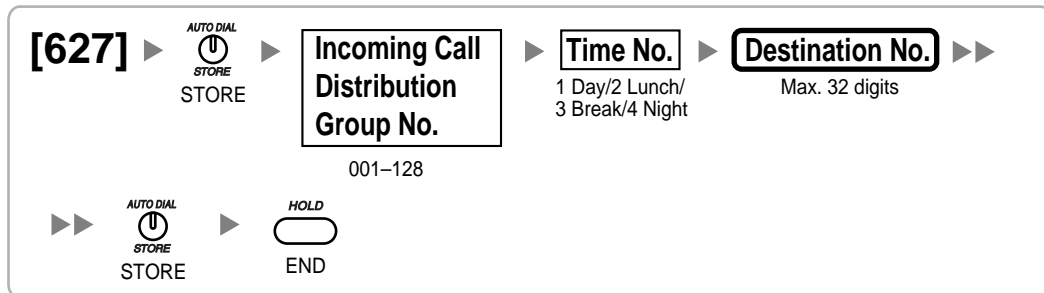 [627]
AUTO DIAL
STORE
STORE
Incoming Call
Distribution
Group No.
001–128
Time No.
1 Day/2 Lunch/
3 Break/4 Night
Destination No.
Max. 32 digits
AUTO DIAL
STORE
STORE
HOLD
END